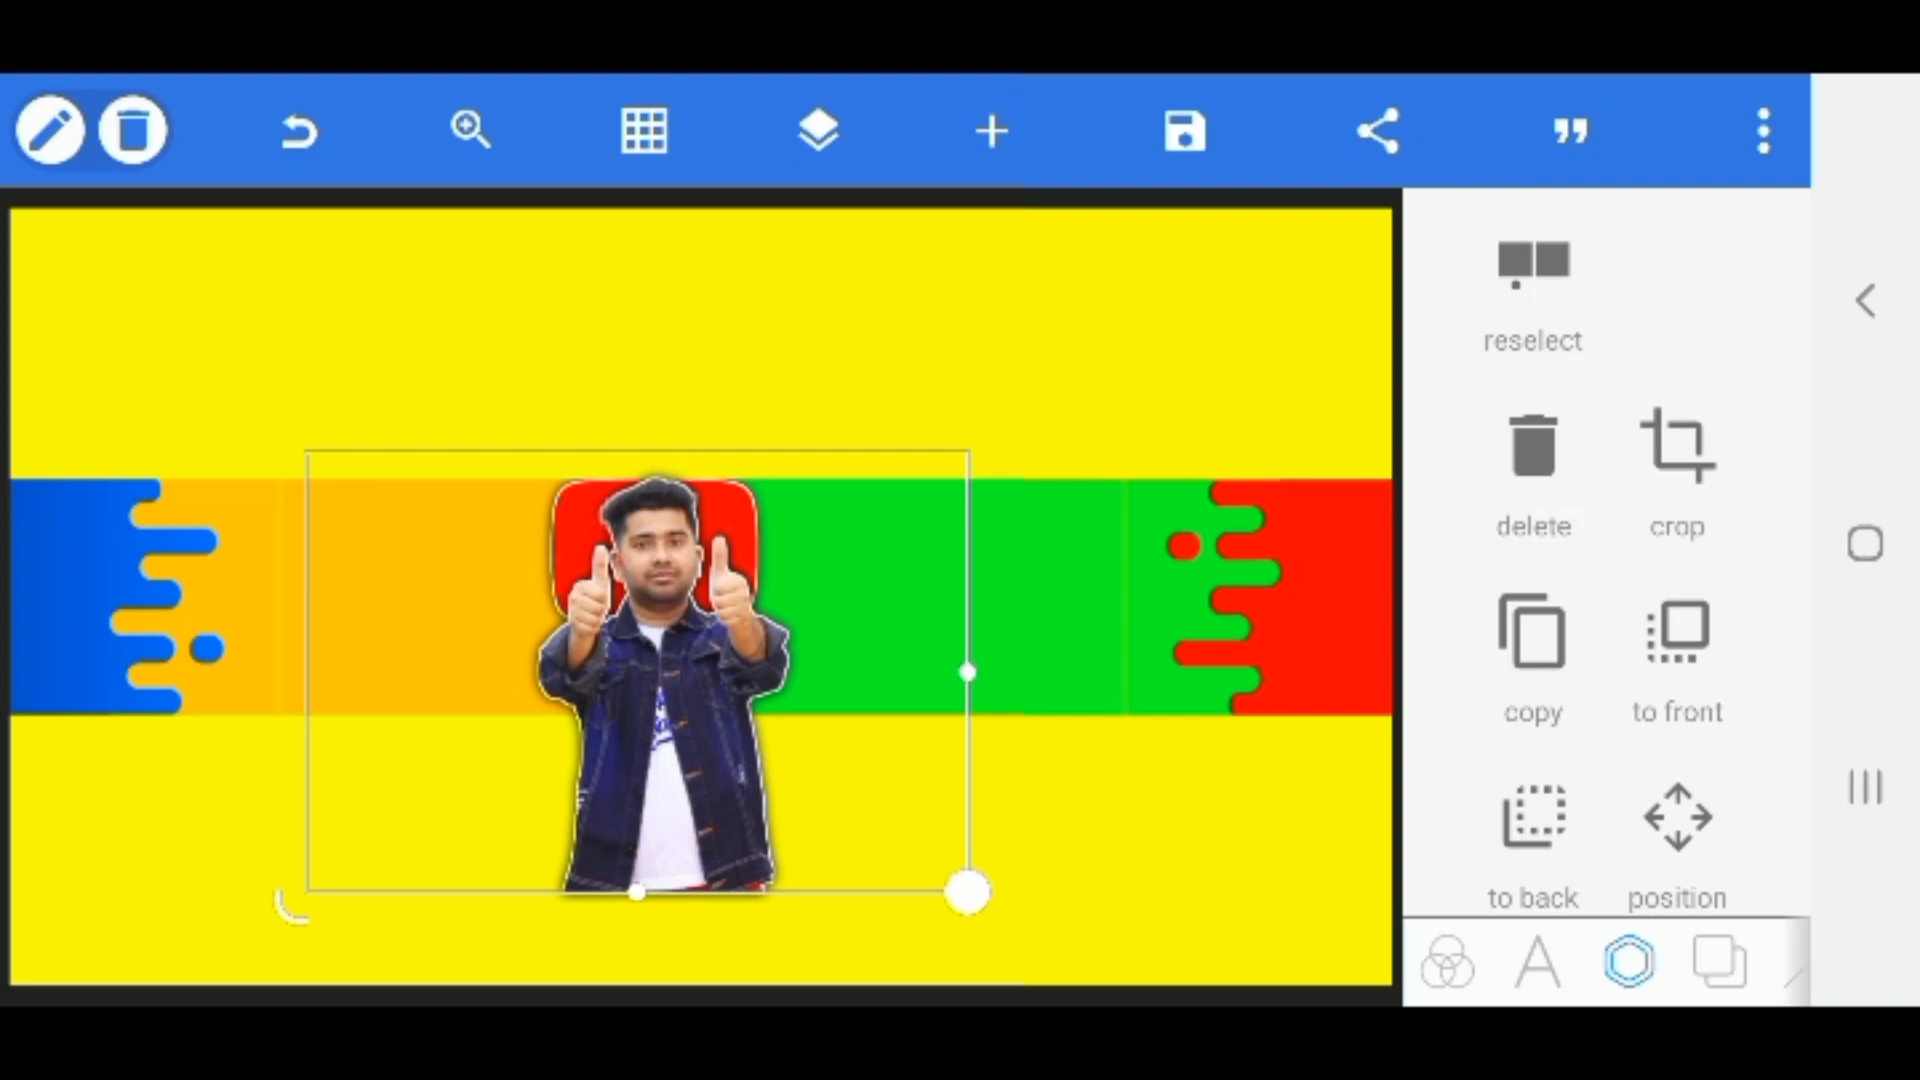 reselect
delete
crop
copy
to front
to back
position